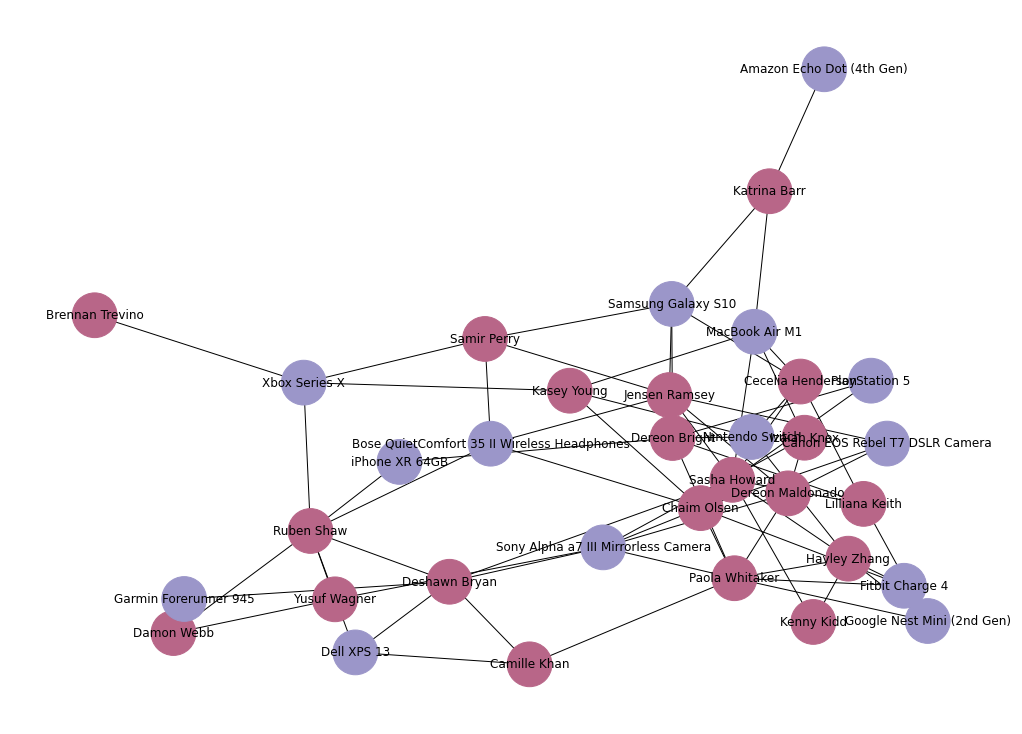 Amazon Echo Dot (4th Gen)
Katrina Barr
Samsung Galaxy S10
Brennan Trevino
MacBook Air M1
Samir Perry
Xbox Series X
Cecelia Henderson
PlayStation 5
Kasey Young
Jensen Ramsey
Dereon Bright
Nintendo Switch
Knox
Canon EOS Rebel T7 DSLR Camera
Bose QuietComfort 35 II Wireless Headphones
iPhone XR 64GB
Sasha Howard
Dereon Maldonado
Lilliana Keith
Chaim Olsen
Ruben Shaw
Sony Alpha a7 III Mirrorless Camera
Hayley Zhang
Paola Whitaker
Deshawn Bryan
Fitbit Charge 4
Garmin Forerunner 945
Yusuf Wagner
Kenny Kidd
Google Nest Mini (2nd Gen)
Damon Webb
Dell XPS 13
Camille Khan